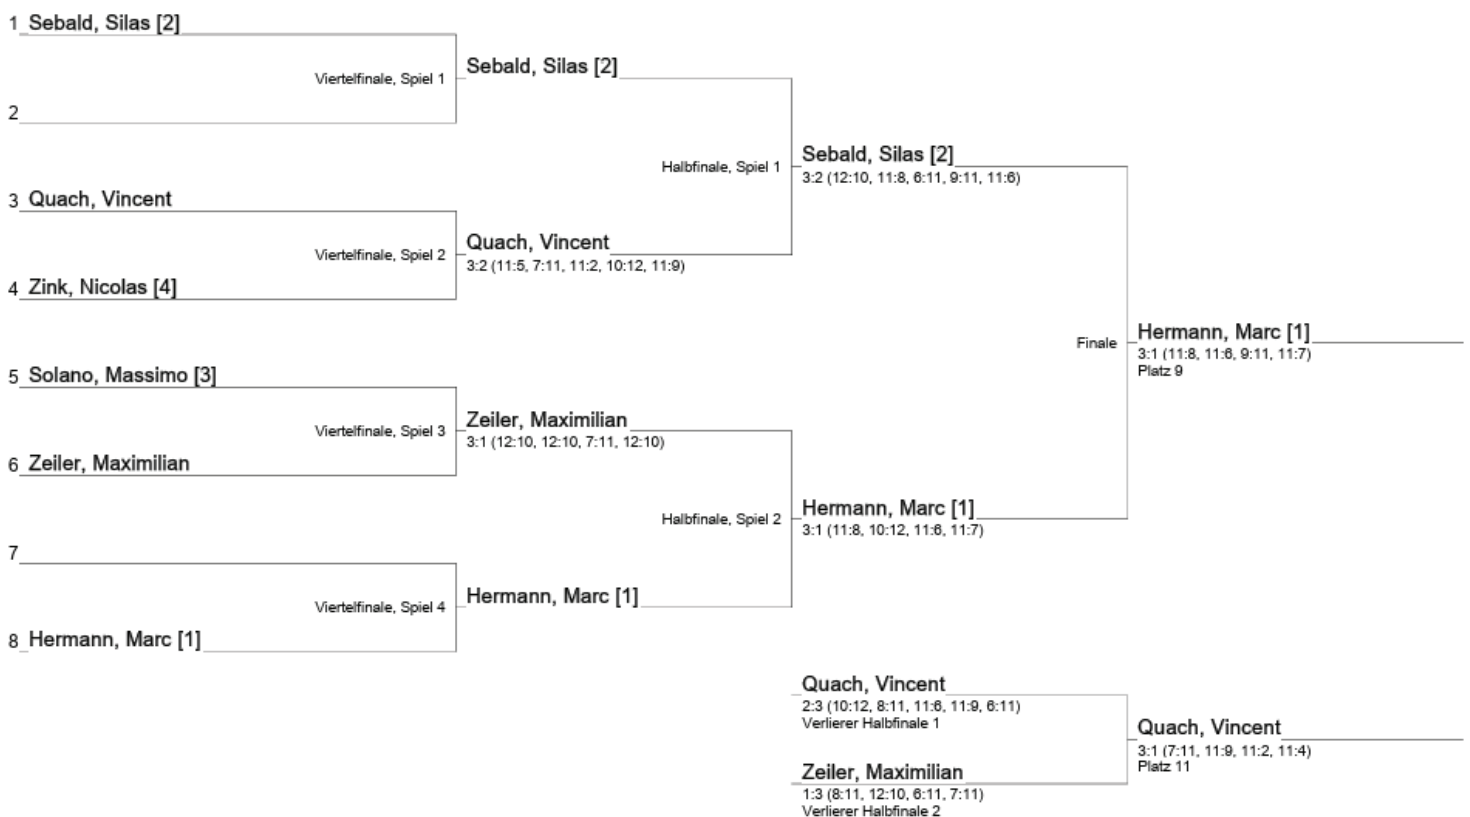 1 Sebald, Silas [2]
Viertelfinale, Spiel 1
Sebald, Silas [2]
2
Halbfinale, Spiel 1
Sebald, Silas [2]
3:2 (12:10, 11:8, 6:11, 9:11, 11:6)
3 Quach, Vincent
Viertelfinale, Spiel 2
Quach, Vincent
3:2 (11:5, 7:11, 11:2, 10:12, 11:9)
4 Zink, Nicolas [4]
Finale
Hermann, Marc [1]
3:1 (11:8, 11:6, 9:11, 11:7)
Platz 9
5 Solano, Massimo [3]
Viertelfinale, Spiel 3
Zeiler, Maximilian
3:1 (12:10, 12:10, 7:11, 12:10)
6 Zeiler, Maximilian
Halbfinale, Spiel 2
Hermann, Marc [1]
3:1 (11:8, 10:12, 11:6, 11:7)
7
Viertelfinale, Spiel 4
Hermann, Marc [1]
8 Hermann, Marc [1]
Quach, Vincent
2:3 (10:12, 8:11, 11:6, 11:9, 6:11)
Verlierer Halbfinale 1
Quach, Vincent
3:1 (7:11, 11:9, 11:2, 11:4)
Platz 11
Zeiler, Maximilian
1:3 (8:11, 12:10, 6:11, 7:11)
Verlierer Halbfinale 2